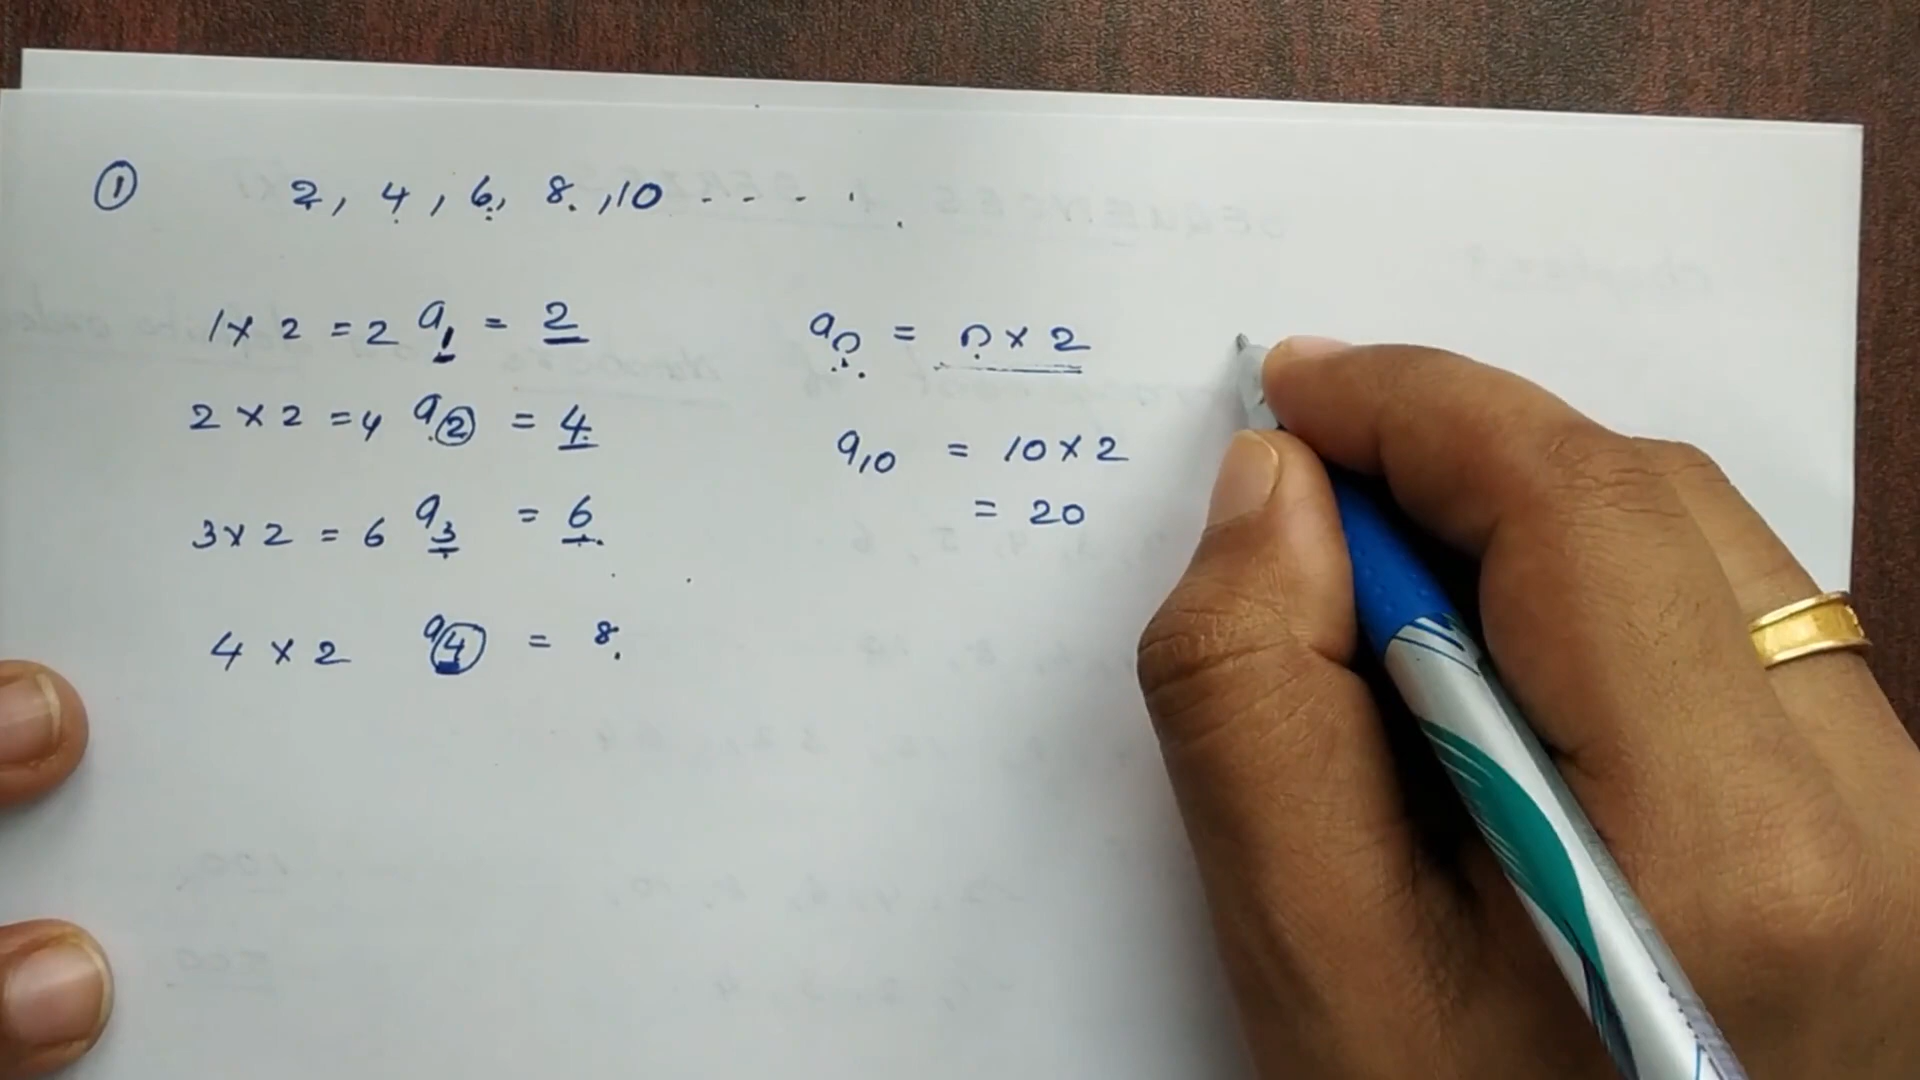 ① 2, 4, 6, 8, 10 - - - .
1 x 2 = 2 a1 = 2
2 x 2 = 4 a2 = 4
3 x 2 = 6 a3 = 6
4 x 2 a4 = 8
an = n x 2
a10 = 10 x 2
= 20